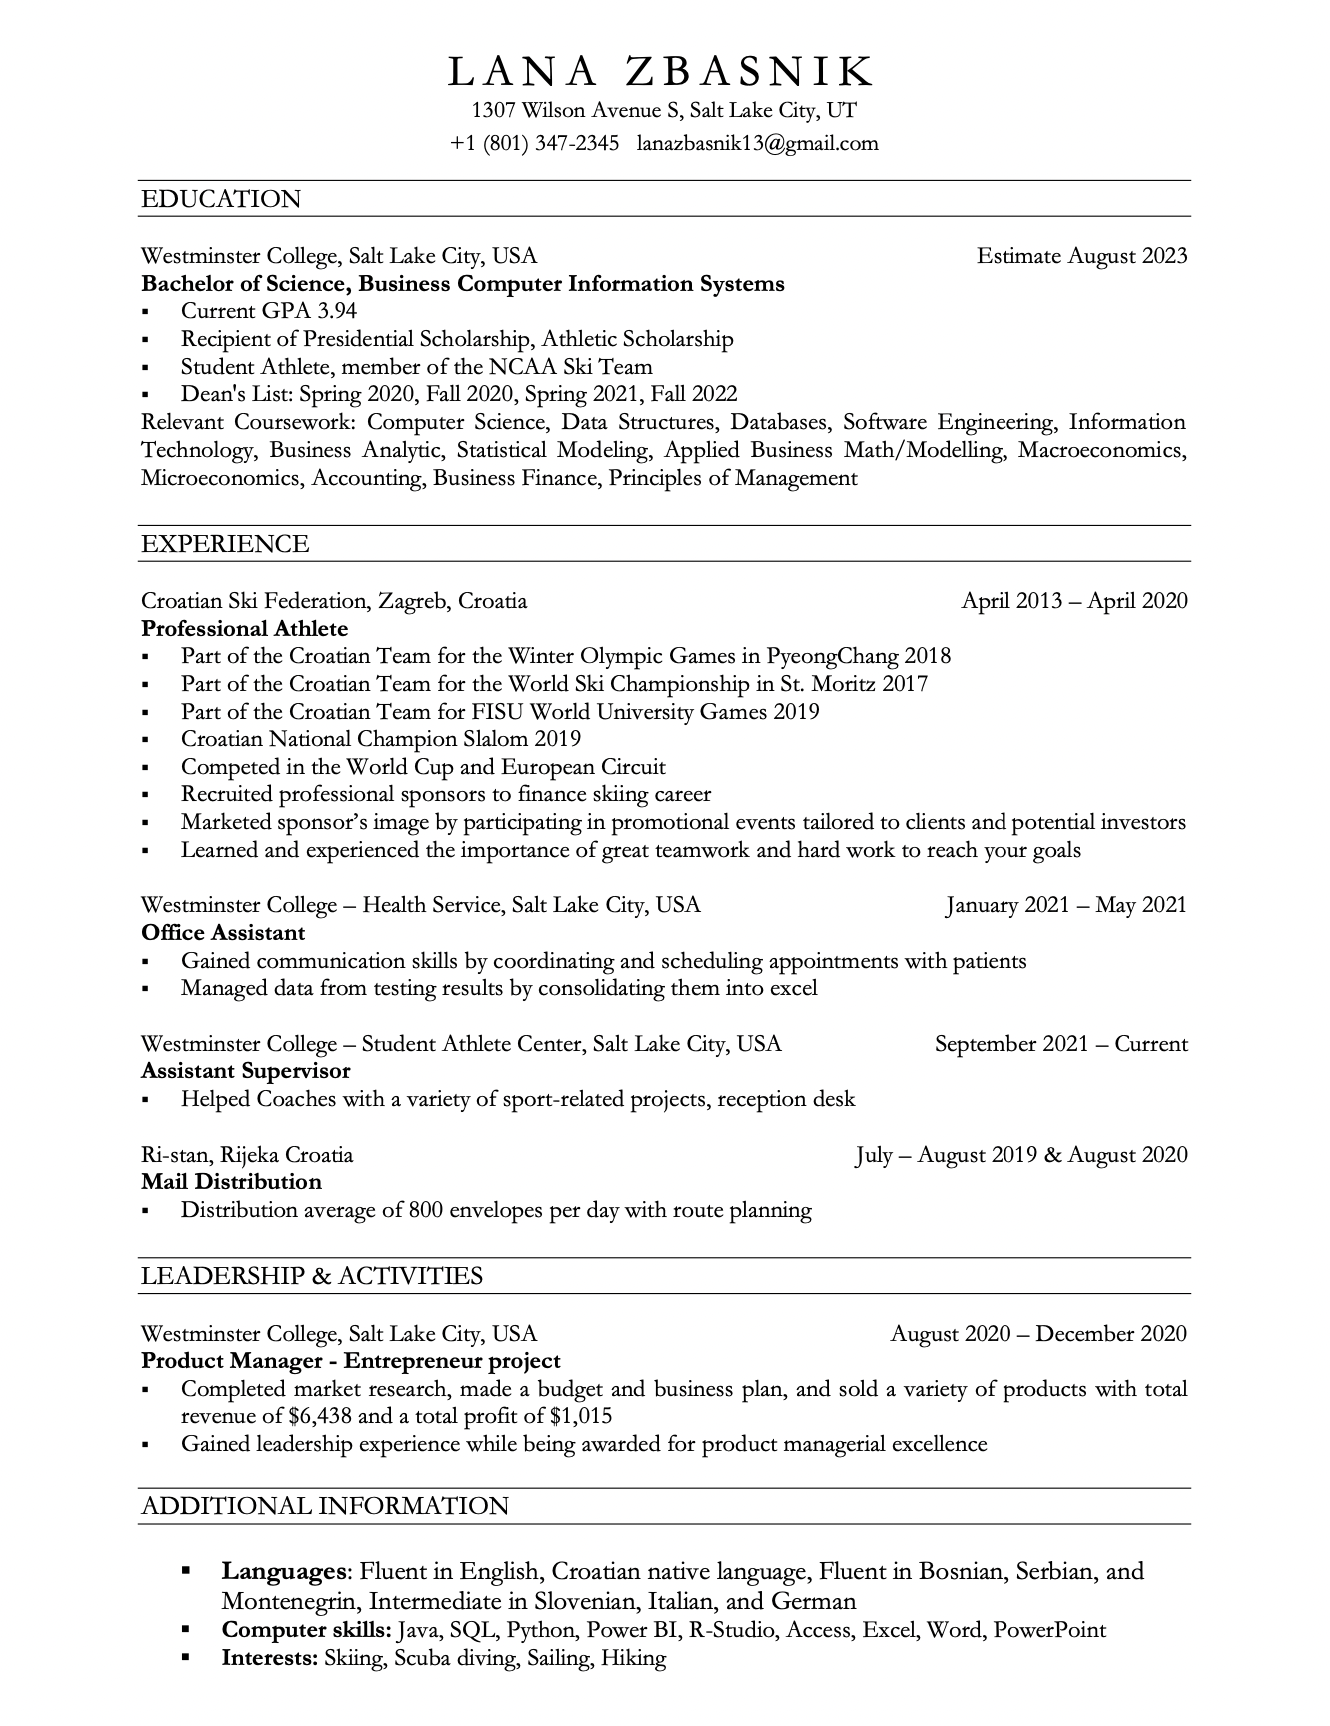 LANA ZBASNIK
1307 Wilson Avenue S, Salt Lake City, UT
+1 (801) 347-2345 lanazbasnik13@gmail.com
EDUCATION
Westminster College, Salt Lake City, USA Estimate August 2023
Bachelor of Science, Business Computer Information Systems
▪ Current GPA 3.94
▪ Recipient of Presidential Scholarship, Athletic Scholarship
▪ Student Athlete, member of the NCAA Ski Team
▪ Dean's List: Spring 2020, Fall 2020, Spring 2021, Fall 2022
Relevant Coursework: Computer Science, Data Structures, Databases, Software Engineering, Information
Technology, Business Analytic, Statistical Modeling, Applied Business Math/Modelling, Macroeconomics,
Microeconomics, Accounting, Business Finance, Principles of Management
EXPERIENCE
Croatian Ski Federation, Zagreb, Croatia April 2013 – April 2020
Professional Athlete
▪ Part of the Croatian Team for the Winter Olympic Games in PyeongChang 2018
▪ Part of the Croatian Team for the World Ski Championship in St. Moritz 2017
▪ Part of the Croatian Team for FISU World University Games 2019
▪ Croatian National Champion Slalom 2019
▪ Competed in the World Cup and European Circuit
▪ Recruited professional sponsors to finance skiing career
▪ Marketed sponsor’s image by participating in promotional events tailored to clients and potential investors
▪ Learned and experienced the importance of great teamwork and hard work to reach your goals
Westminster College – Health Service, Salt Lake City, USA January 2021 – May 2021
Office Assistant
▪ Gained communication skills by coordinating and scheduling appointments with patients
▪ Managed data from testing results by consolidating them into excel
Westminster College – Student Athlete Center, Salt Lake City, USA September 2021 – Current
Assistant Supervisor
▪ Helped Coaches with a variety of sport-related projects, reception desk
Ri-stan, Rijeka Croatia July – August 2019 & August 2020
Mail Distribution
▪ Distribution average of 800 envelopes per day with route planning
LEADERSHIP & ACTIVITIES
Westminster College, Salt Lake City, USA August 2020 – December 2020
Product Manager - Entrepreneur project
▪ Completed market research, made a budget and business plan, and sold a variety of products with total
revenue of $6,438 and a total profit of $1,015
▪ Gained leadership experience while being awarded for product managerial excellence
ADDITIONAL INFORMATION
▪ Languages: Fluent in English, Croatian native language, Fluent in Bosnian, Serbian, and
Montenegrin, Intermediate in Slovenian, Italian, and German
▪ Computer skills: Java, SQL, Python, Power BI, R-Studio, Access, Excel, Word, PowerPoint
▪ Interests: Skiing, Scuba diving, Sailing, Hiking